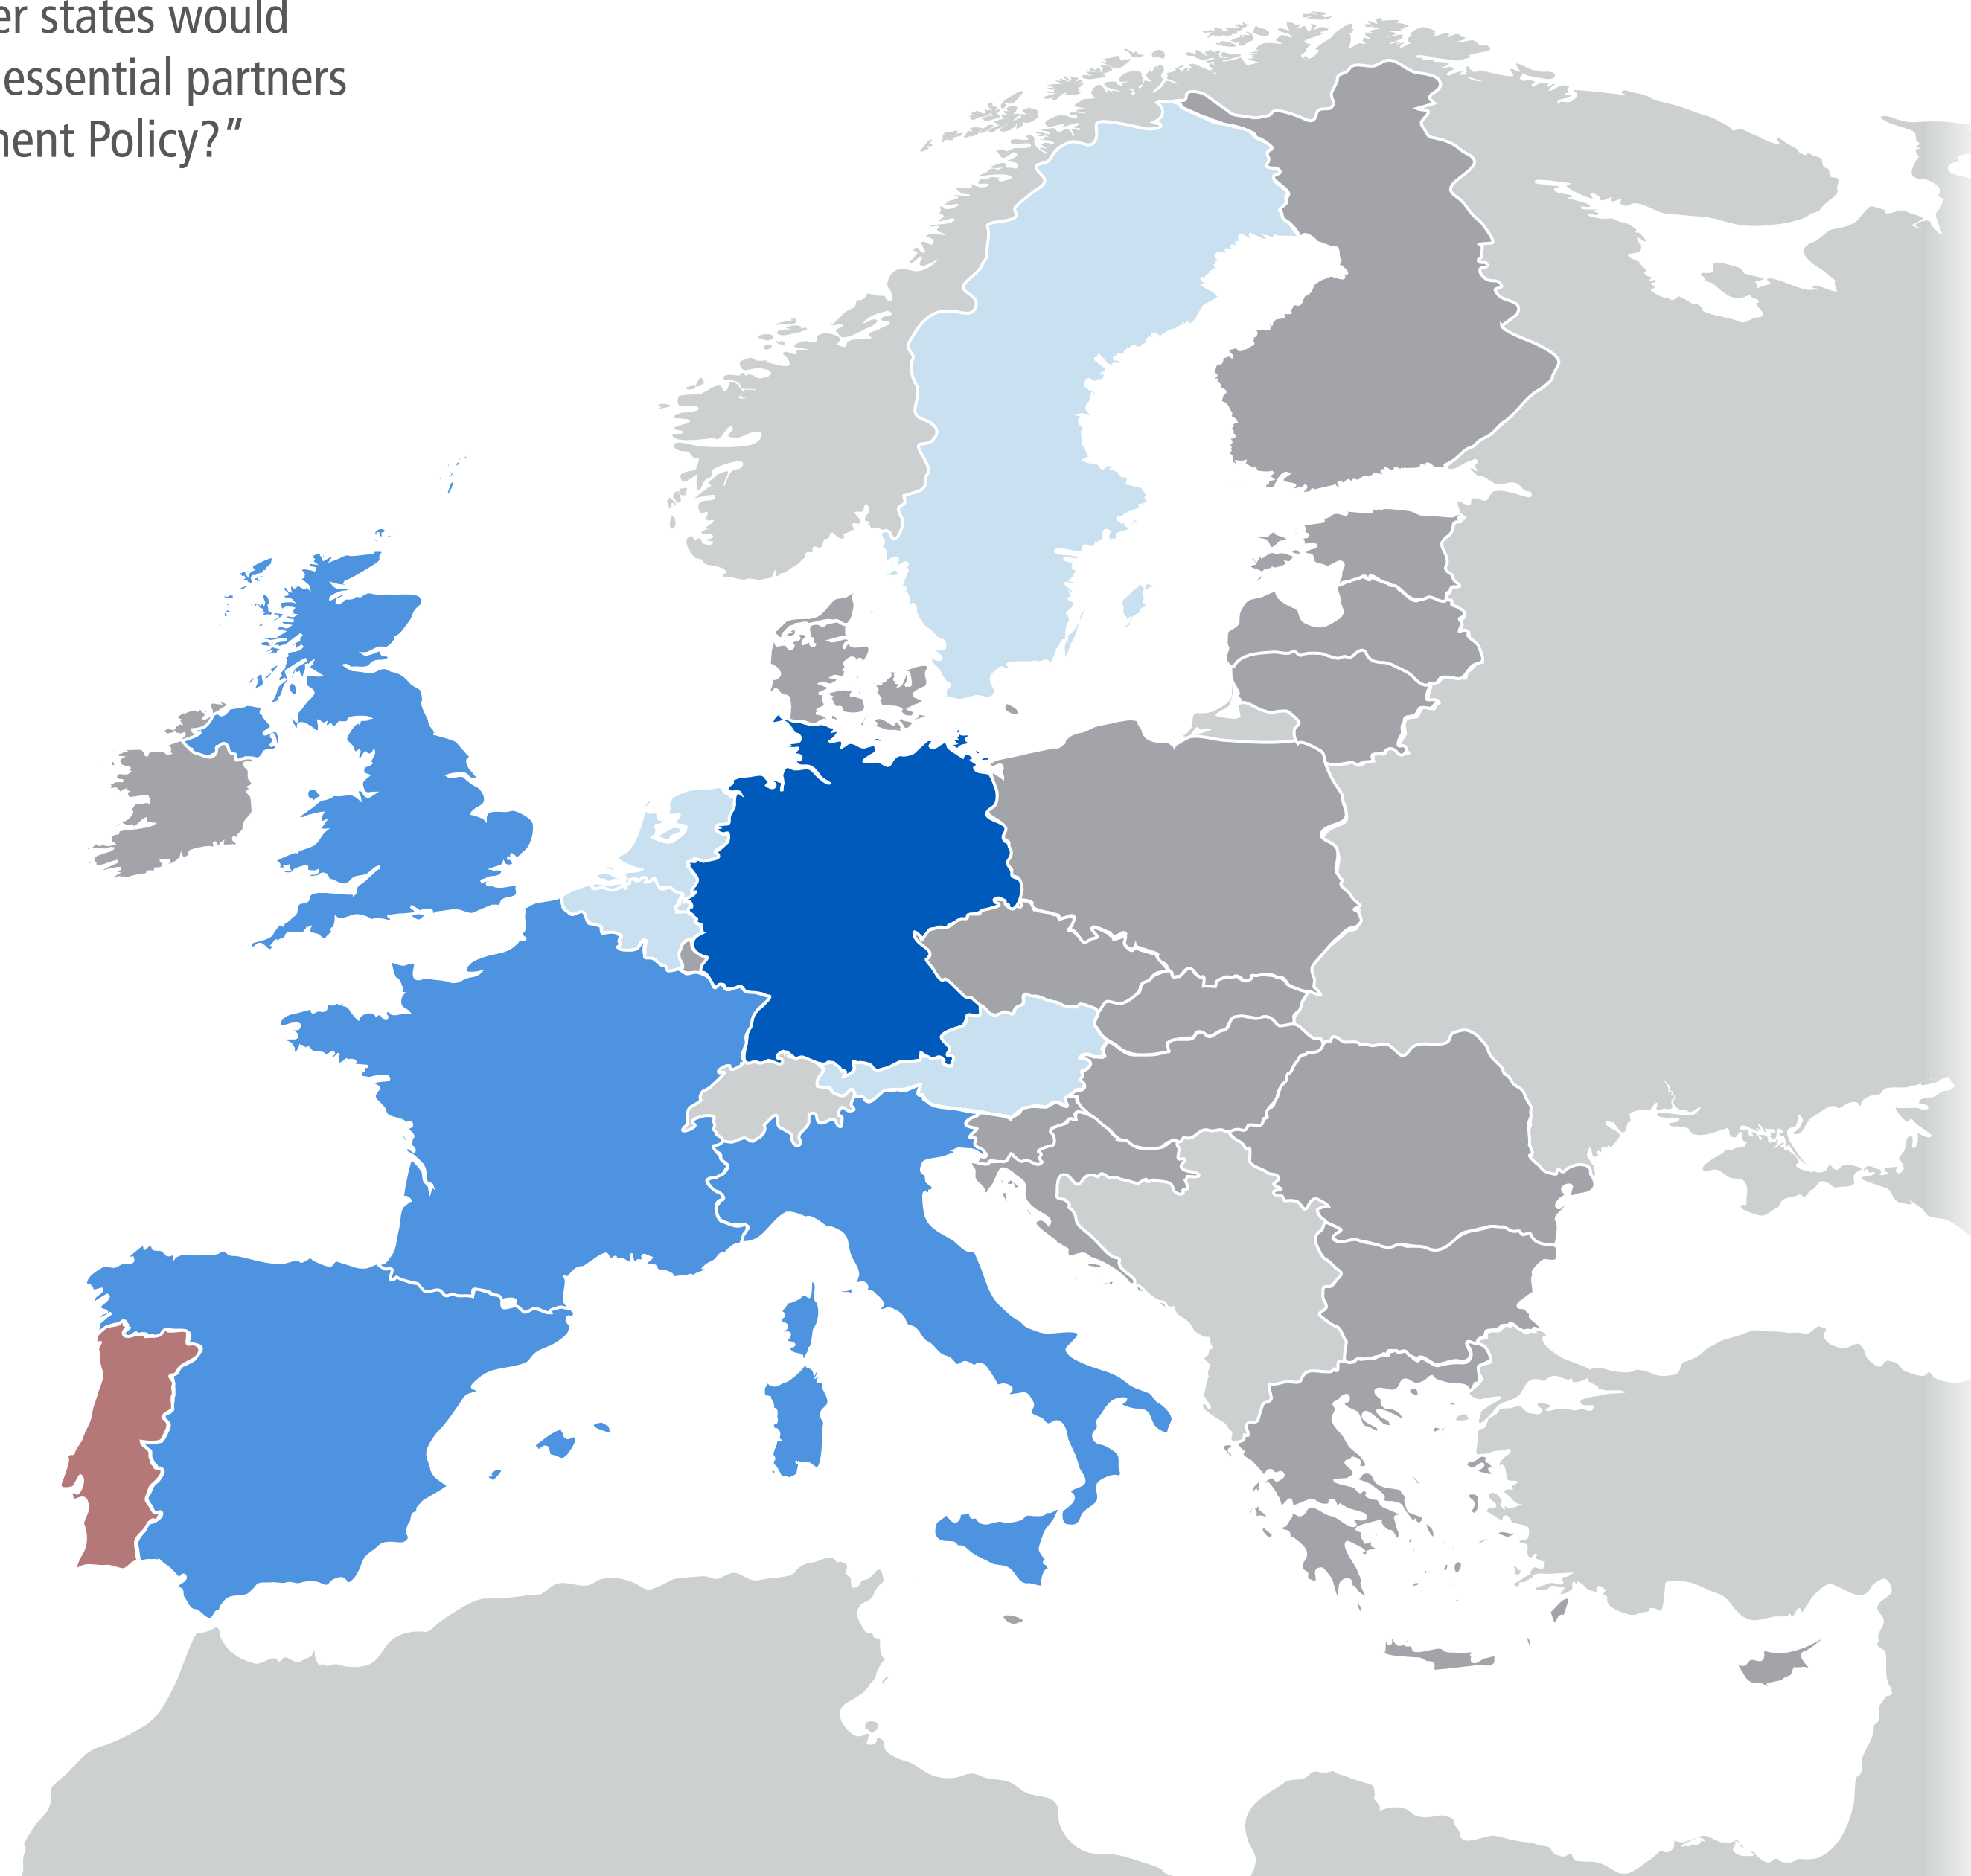 er states would
essential partners
nent Policy?”